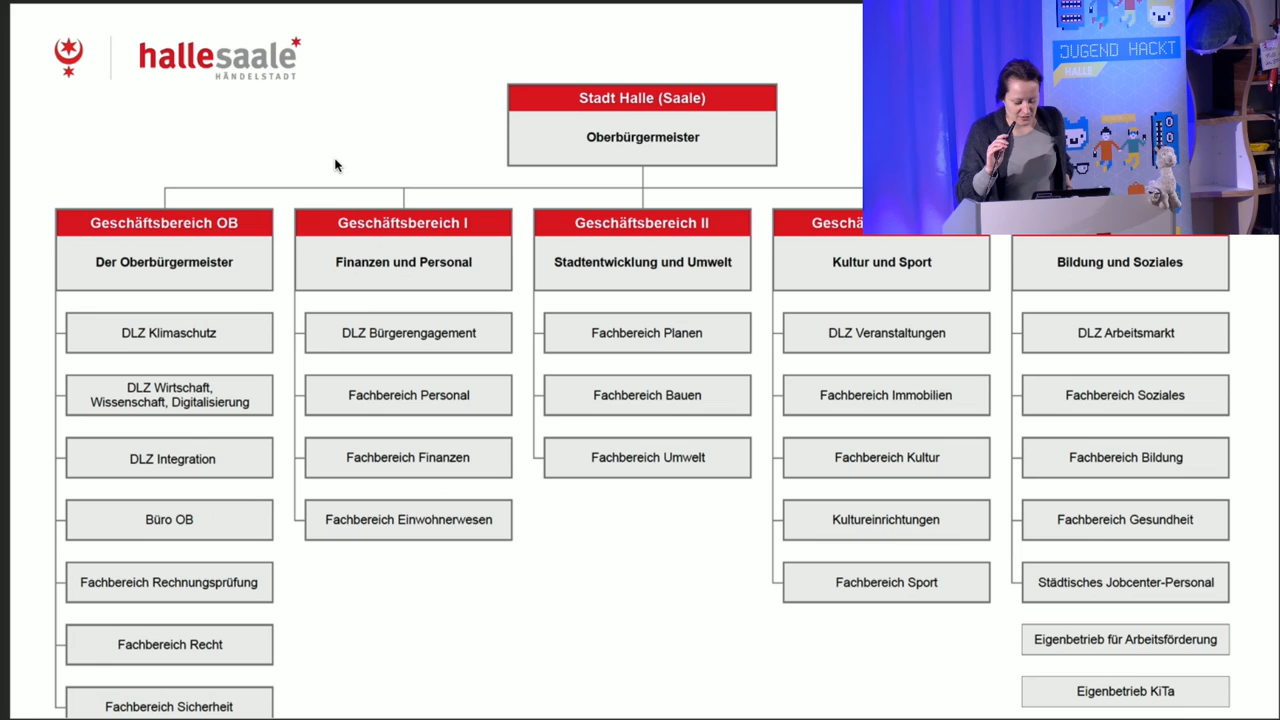 hallesaale
HÄNDELSTADT
JUGEND HACKT
HALLE
Stadt Halle (Saale)
Oberbürgermeister
Geschäftsbereich OB
Der Oberbürgermeister
DLZ Klimaschutz
DLZ Wirtschaft,
Wissenschaft, Digitalisierung
DLZ Integration
Büro OB
Fachbereich Rechnungsprüfung
Fachbereich Recht
Fachbereich Sicherheit
Geschäftsbereich I
Finanzen und Personal
DLZ Bürgerengagement
Fachbereich Personal
Fachbereich Finanzen
Fachbereich Einwohnerwesen
Geschäftsbereich II
Stadtentwicklung und Umwelt
Fachbereich Planen
Fachbereich Bauen
Fachbereich Umwelt
Geschä
Kultur und Sport
DLZ Veranstaltungen
Fachbereich Immobilien
Fachbereich Kultur
Kultureinrichtungen
Fachbereich Sport
Bildung und Soziales
DLZ Arbeitsmarkt
Fachbereich Soziales
Fachbereich Bildung
Fachbereich Gesundheit
Städtisches Jobcenter-Personal
Eigenbetrieb für Arbeitsförderung
Eigenbetrieb KiTa